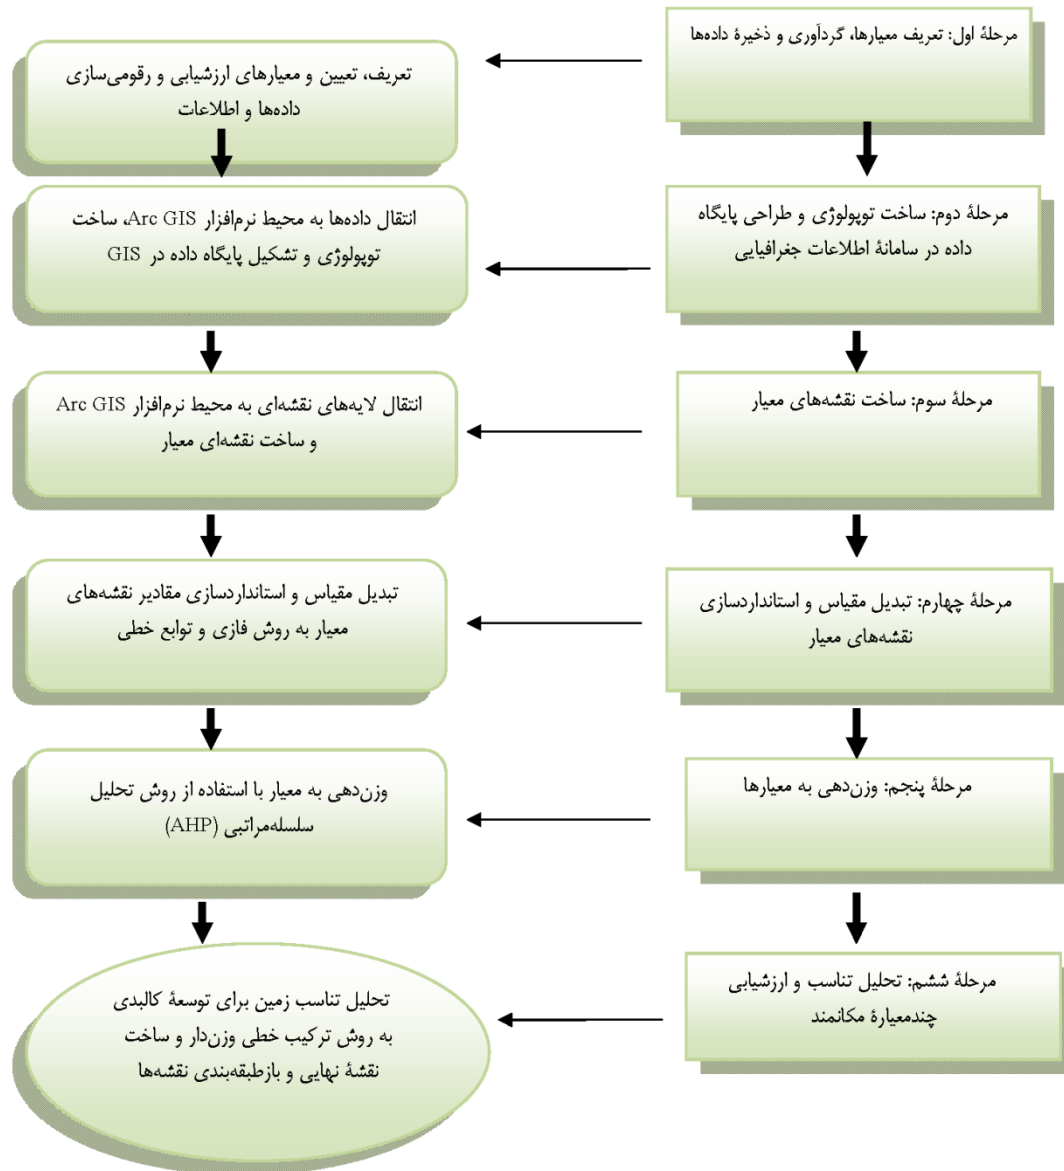 مرحلهٔ اول: تعریف معیارها، گردآوری و ذخیرهٔ داده‌ها
تعریف، تعیین و معیارهای ارزشیابی و رقومی‌سازی
داده‌ها و اطلاعات
مرحلهٔ دوم: ساخت توپولوژی و طراحی پایگاه
داده در سامانهٔ اطلاعات جغرافیایی
انتقال داده‌ها به محیط نرم‌افزار Arc GIS، ساخت
توپولوژی و تشکیل پایگاه داده در GIS
مرحلهٔ سوم: ساخت نقشه‌های معیار
انتقال لایه‌های نقشه‌ای به محیط نرم‌افزار Arc GIS
و ساخت نقشه‌ای معیار
مرحلهٔ چهارم: تبدیل مقیاس و استانداردسازی
نقشه‌های معیار
تبدیل مقیاس و استانداردسازی مقادیر نقشه‌های
معیار به روش فازی و توابع خطی
مرحلهٔ پنجم: وزن‌دهی به معیارها
وزن‌دهی به معیار با استفاده از روش تحلیل
سلسله‌مراتبی (AHP)
مرحلهٔ ششم: تحلیل تناسب و ارزشیابی
چندمعیارهٔ مکانمند
تحلیل تناسب زمین برای توسعهٔ کالبدی
به روش ترکیب خطی وزن‌دار و ساخت
نقشهٔ نهایی و بازطبقه‌بندی نقشه‌ها